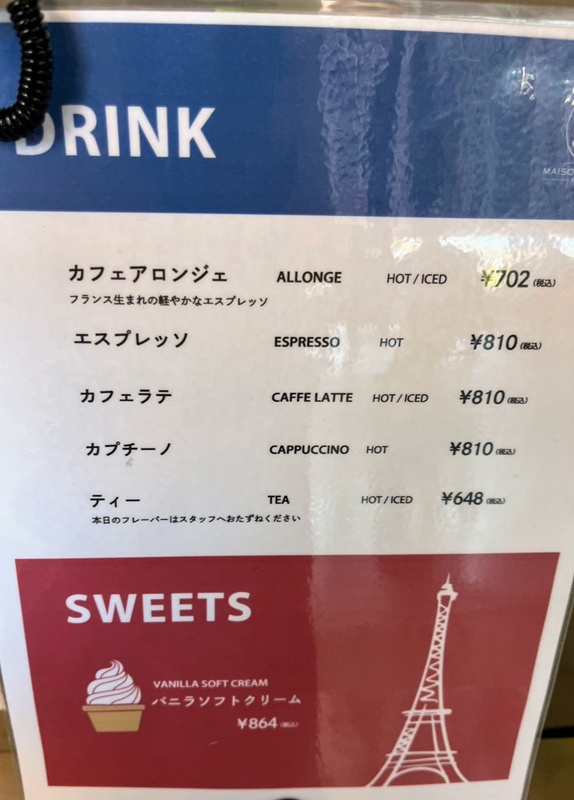 DRINK
MAISO
カフェアロンジェ ALLONGE HOT / ICED ¥702 (税込)
フランス生まれの軽やかなエスプレッソ
エスプレッソ ESPRESSO HOT ¥810 (税込)
カフェラテ CAFFE LATTE HOT / ICED ¥810 (税込)
カプチーノ CAPPUCCINO HOT ¥810 (税込)
ティー TEA HOT / ICED ¥648 (税込)
本日のフレーバーはスタッフへおたずねください
SWEETS
VANILLA SOFT CREAM
バニラソフトクリーム
¥864 (税込)